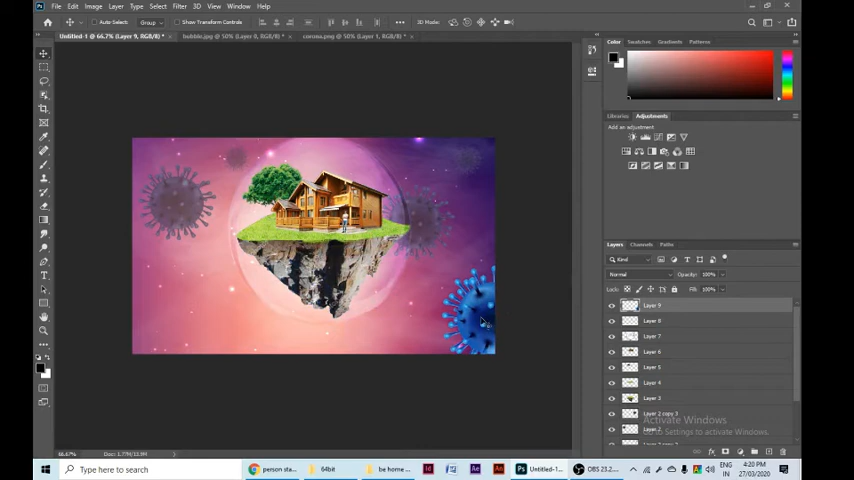 File Edit Image Layer Type Select Filter 3D View Window Help
Auto Select: Group Show Transform Controls 3D Mode:
Untitled-1 @ 66.7% (Layer 9, RGB/8) * × bubble.jpg @ 50% (Layer 0, RGB/8#) * × corona.png @ 50% (Layer 1, RGB/8*) * ×
Color Swatches Gradients Patterns
Libraries Adjustments
Add an adjustment
Layers Channels Paths
Kind
Normal Opacity: 100%
Lock: Fill: 100%
Layer 9
Layer 8
Layer 7
Layer 6
Layer 5
Layer 4
Layer 3
Layer 2 copy 3
Layer 2
Activate Windows
Go to Settings to activate Windows.
66.67% Doc: 1.77M/13.9M
Type here to search
person sta...
64bit
be home ...
Untitled-1...
OBS 23.2...
ENG
IN
4:20 PM
27/03/2020